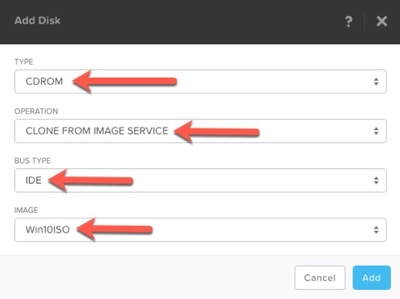 Add Disk
?
TYPE
CDROM
OPERATION
CLONE FROM IMAGE SERVICE
BUS TYPE
IDE
IMAGE
Win10ISO
Cancel
Add